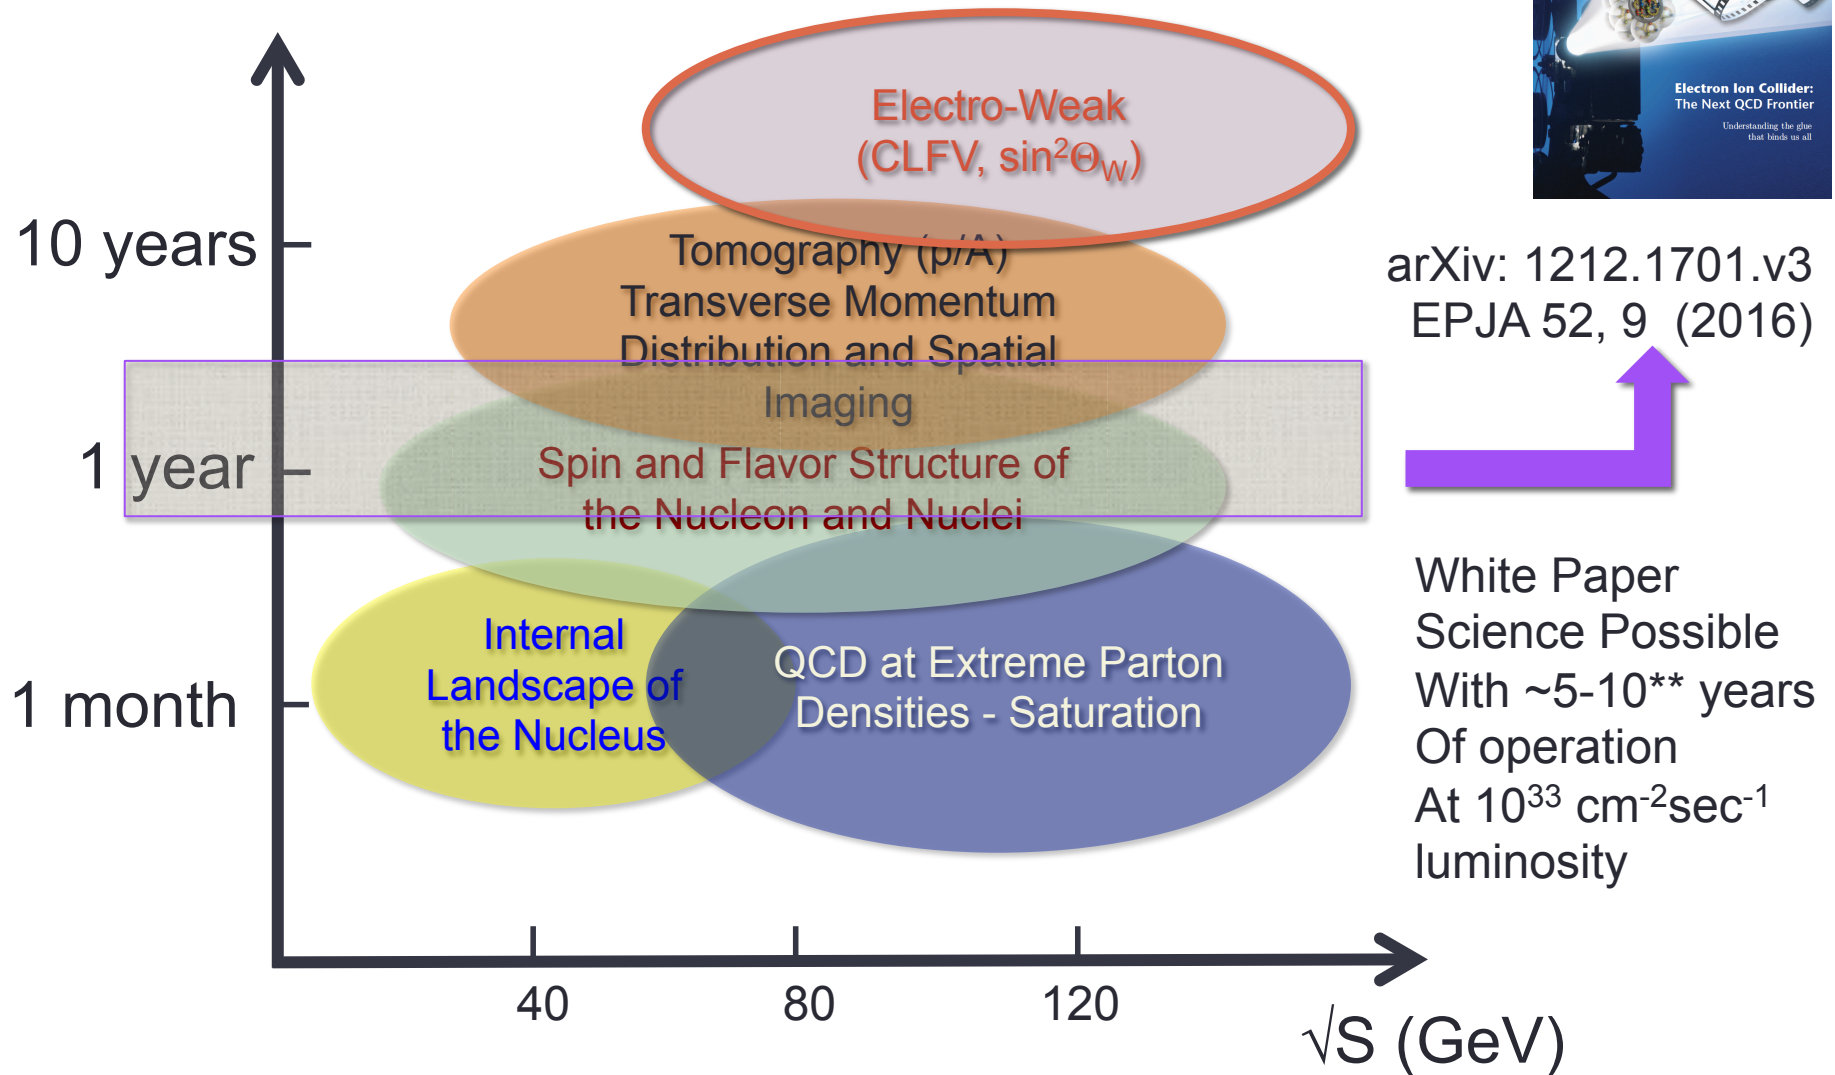 Electron Ion Collider:
The Next QCD Frontier
Understanding the glue
that binds us all
Electro-Weak
(CLFV, sin²Θ_W)
10 years
Tomography (p/A)
Transverse Momentum
Distribution and Spatial
Imaging
arXiv: 1212.1701.v3
EPJA 52, 9 (2016)
1 year
Spin and Flavor Structure of
the Nucleon and Nuclei
1 month
Internal
Landscape of
the Nucleus
QCD at Extreme Parton
Densities - Saturation
White Paper
Science Possible
With ~5-10** years
Of operation
At 10³³ cm⁻²sec⁻¹
luminosity
40
80
120
√S (GeV)